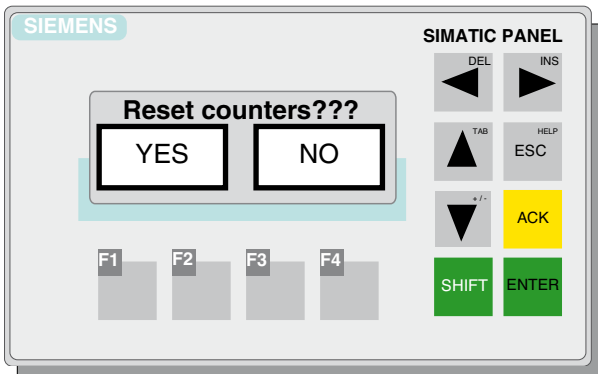 SIEMENS
SIMATIC PANEL
DEL
INS
Reset counters???
YES NO
TAB
HELP
ESC
+ / -
ACK
F1 F2 F3 F4
SHIFT ENTER